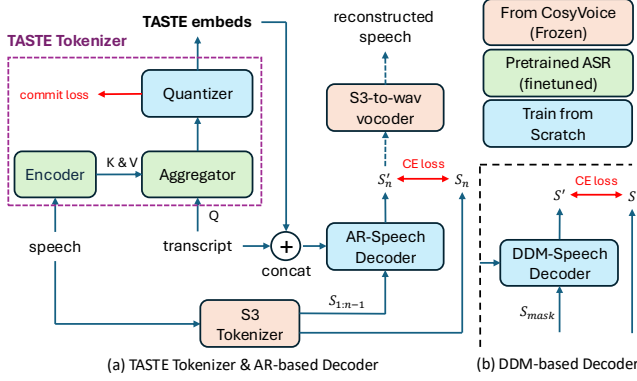 TASTE embeds
TASTE Tokenizer
commit loss
Quantizer
Encoder
K & V
Aggregator
Q
speech
transcript
concat
S3
Tokenizer
reconstructed
speech
S3-to-wav
vocoder
S'ₙ
CE loss
Sₙ
AR-Speech
Decoder
S₁:ₙ₋₁
(a) TASTE Tokenizer & AR-based Decoder
From CosyVoice
(Frozen)
Pretrained ASR
(finetuned)
Train from
Scratch
S'
CE loss
S
DDM-Speech
Decoder
Sₘₐₛₖ
(b) DDM-based Decoder